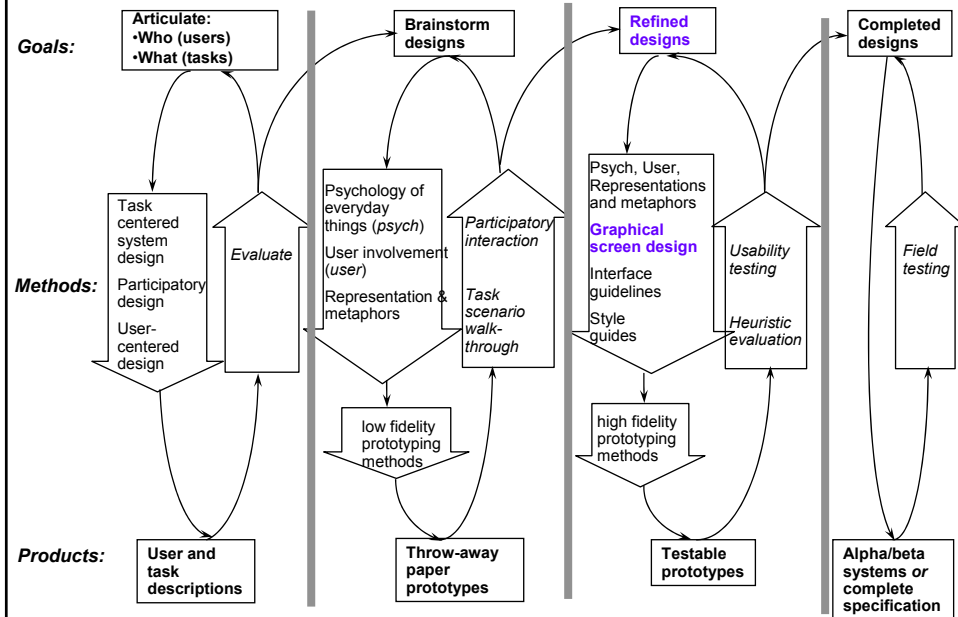 Goals:
Articulate:
•Who (users)
•What (tasks)
Brainstorm
designs
Refined
designs
Completed
designs
Methods:
Task
centered
system
design
Participatory
design
User-
centered
design
Evaluate
Psychology of
everyday
things (psych)
User involvement
(user)
Representation &
metaphors
low fidelity
prototyping
methods
Participatory
interaction
Task
scenario
walk-
through
Psych, User,
Representations
and metaphors
Graphical
screen design
Interface
guidelines
Style
guides
high fidelity
prototyping
methods
Usability
testing
Heuristic
evaluation
Field
testing
Products:
User and
task
descriptions
Throw-away
paper
prototypes
Testable
prototypes
Alpha/beta
systems or
complete
specification